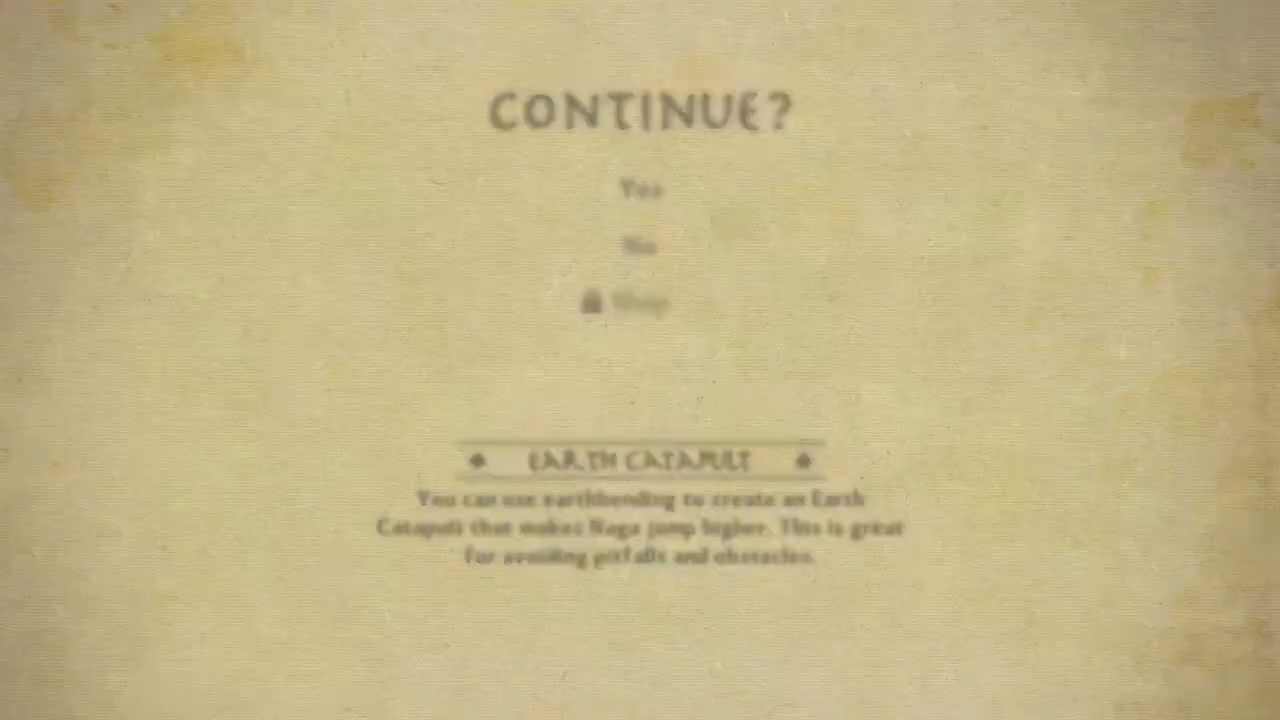 CONTINUE?
Yes
No
Shop
EARTH CATAPULT
You can use earthbending to create an Earth
Catapult that makes Naga jump higher. This is great
for avoiding pitfalls and obstacles.